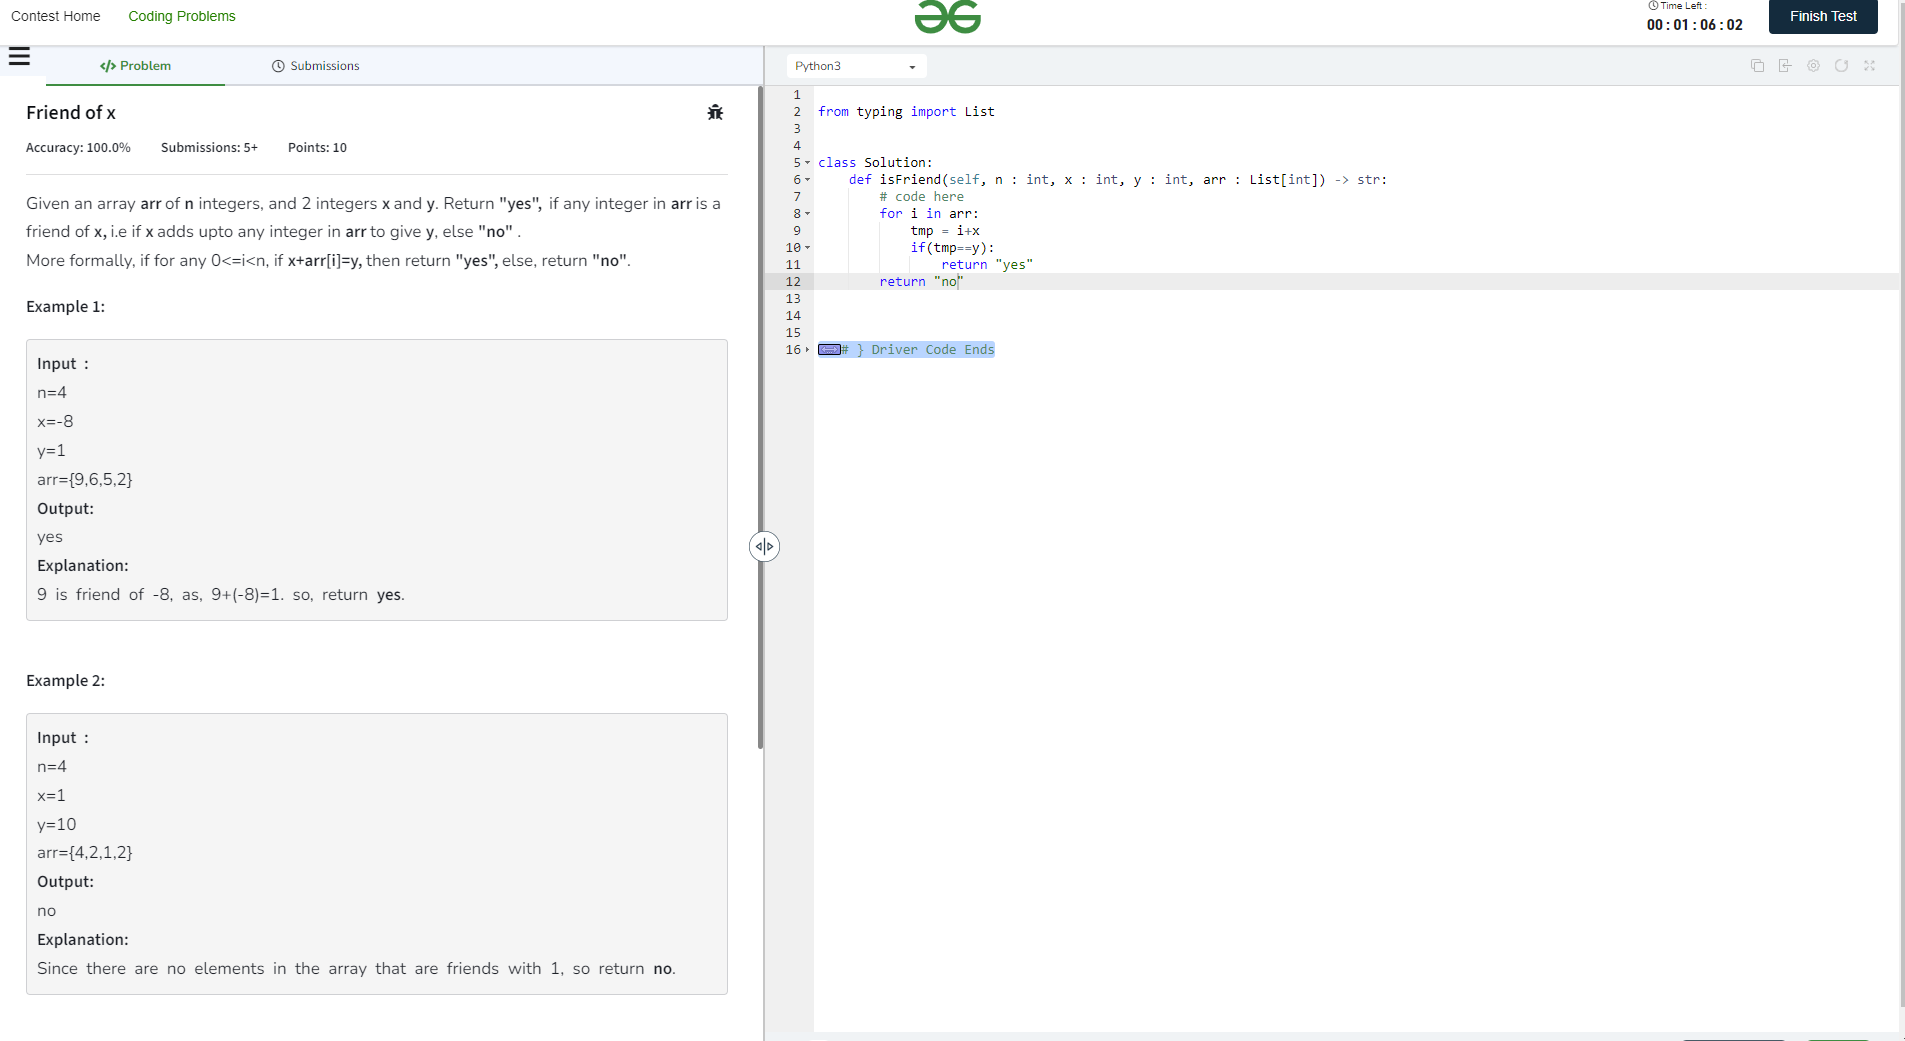 Contest Home Coding Problems
Time Left :
00 : 01 : 06 : 02
Finish Test
</> Problem Submissions
Friend of x
Accuracy: 100.0% Submissions: 5+ Points: 10
Given an array arr of n integers, and 2 integers x and y. Return "yes", if any integer in arr is a
friend of x, i.e if x adds upto any integer in arr to give y, else "no" .
More formally, if for any 0<=i<n, if x+arr[i]=y, then return "yes", else, return "no".
Example 1:
Input :
n=4
x=-8
y=1
arr={9,6,5,2}
Output:
yes
Explanation:
9 is friend of -8, as, 9+(-8)=1. so, return yes.
Example 2:
Input :
n=4
x=1
y=10
arr={4,2,1,2}
Output:
no
Explanation:
Since there are no elements in the array that are friends with 1, so return no.
Python3
1
2 from typing import List
3
4
5 class Solution:
6 def isFriend(self, n : int, x : int, y : int, arr : List[int]) -> str:
7 # code here
8 for i in arr:
9 tmp = i+x
10 if(tmp==y):
11 return "yes"
12 return "no"
13
14
15
16 # } Driver Code Ends